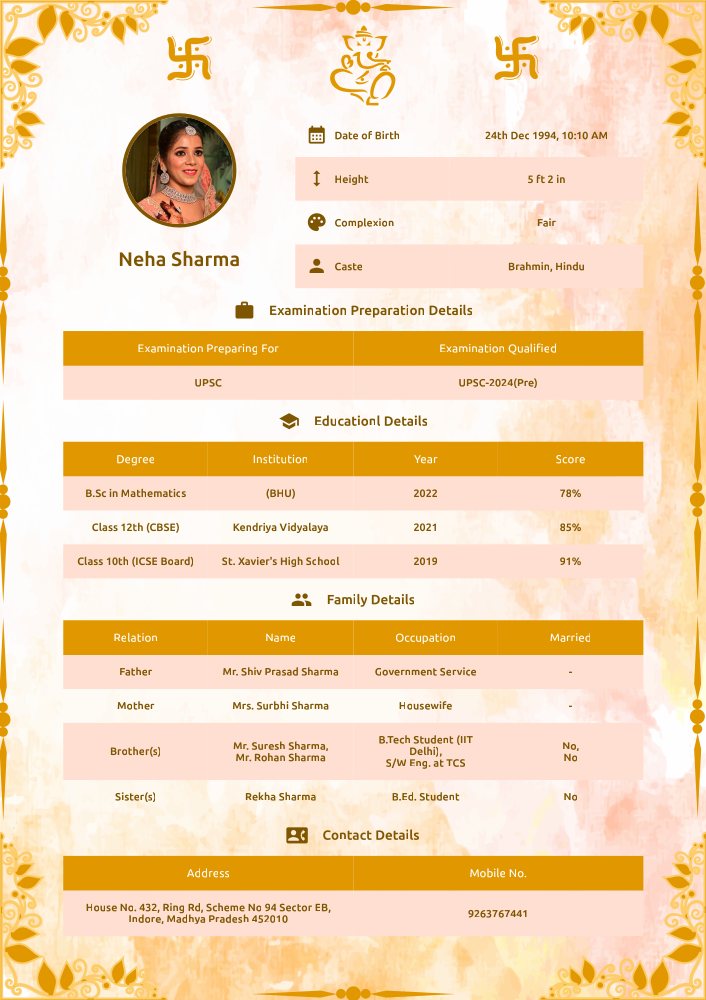 Date of Birth 24th Dec 1994, 10:10 AM
Height 5 ft 2 in
Complexion Fair
Neha Sharma
Caste Brahmin, Hindu
Examination Preparation Details
Examination Preparing For Examination Qualified
UPSC UPSC-2024(Pre)
Educationl Details
Degree Institution Year Score
B.Sc in Mathematics (BHU) 2022 78%
Class 12th (CBSE) Kendriya Vidyalaya 2021 85%
Class 10th (ICSE Board) St. Xavier's High School 2019 91%
Family Details
Relation Name Occupation Married
Father Mr. Shiv Prasad Sharma Government Service -
Mother Mrs. Surbhi Sharma Housewife -
Brother(s) Mr. Suresh Sharma,
Mr. Rohan Sharma
B.Tech Student (IIT
Delhi),
S/W Eng. at TCS
No,
No
Sister(s) Rekha Sharma B.Ed. Student No
Contact Details
Address Mobile No.
House No. 432, Ring Rd, Scheme No 94 Sector EB,
Indore, Madhya Pradesh 452010
9263767441